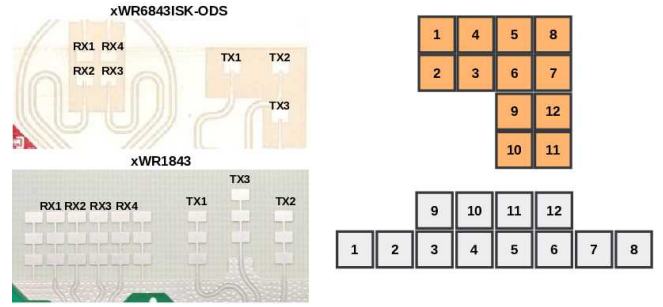 xWR6843ISK-ODS
RX1 RX4
RX2 RX3
TX1 TX2
TX3
xWR1843
RX1 RX2 RX3 RX4
TX1
TX3
TX2
1 4 5 8
2 3 6 7
9 12
10 11
9 10 11 12
1 2 3 4 5 6 7 8